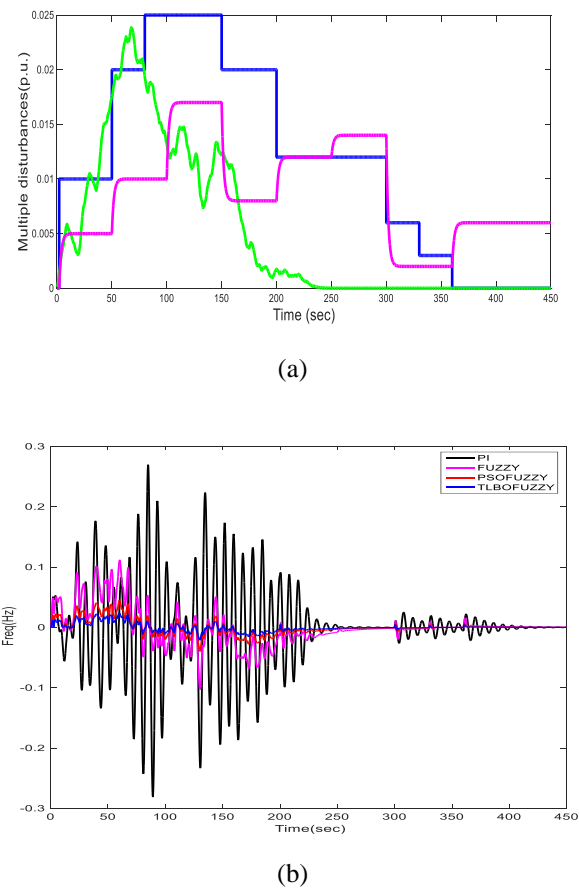 Multiple disturbances(p.u.)
0.025
0.02
0.015
0.01
0.005
0
0 50 100 150 200 250 300 350 400 450
Time (sec)
(a)
Freq(Hz)
0.3
0.2
0.1
0
-0.1
-0.2
-0.3
PI
FUZZY
PSOFUZZY
TLBOFUZZY
0 50 100 150 200 250 300 350 400 450
Time(sec)
(b)